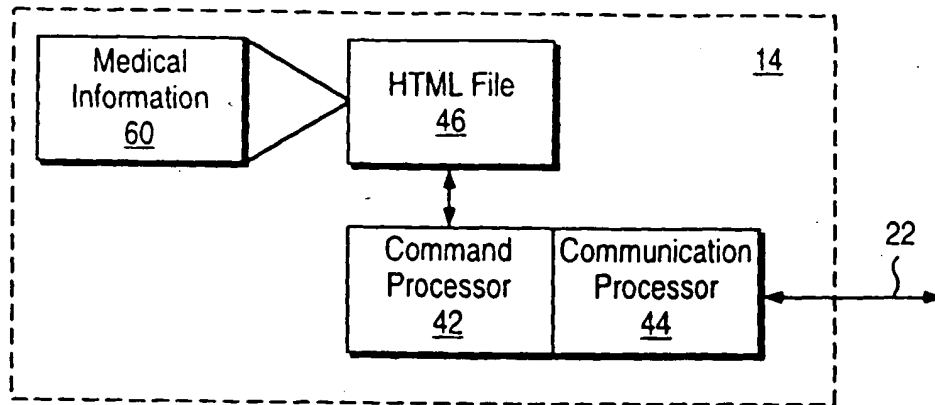 Medical
Information
60
HTML File
46
14
Command
Processor
42
Communication
Processor
44
22